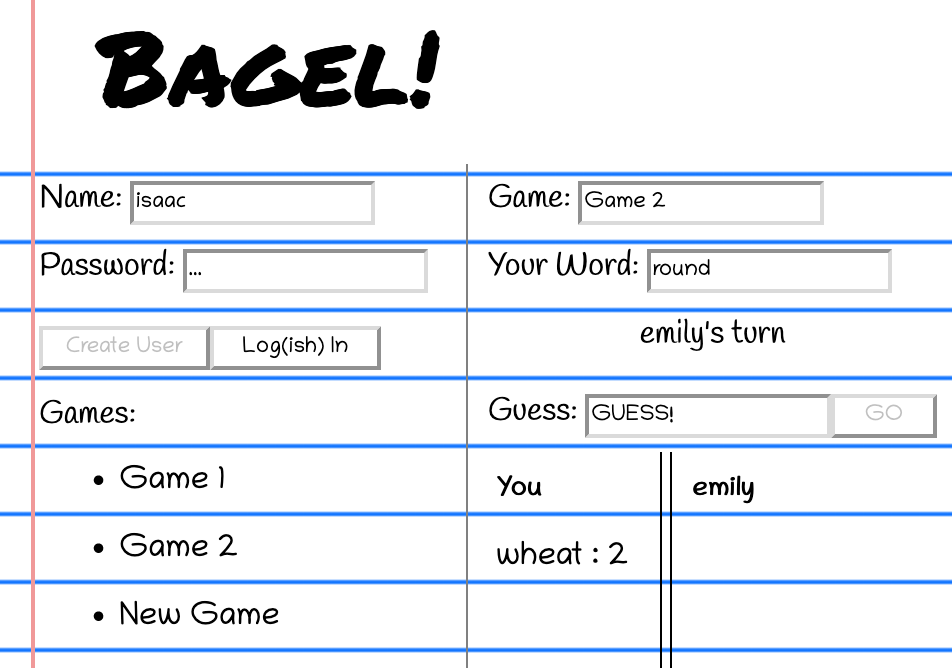 BAGEL!
Name: isaac
Password: ...
Create User Log(ish) In
Games:
• Game 1
• Game 2
• New Game
Game: Game 2
Your Word: round
emily's turn
Guess: GUESS! GO
You emily
wheat : 2